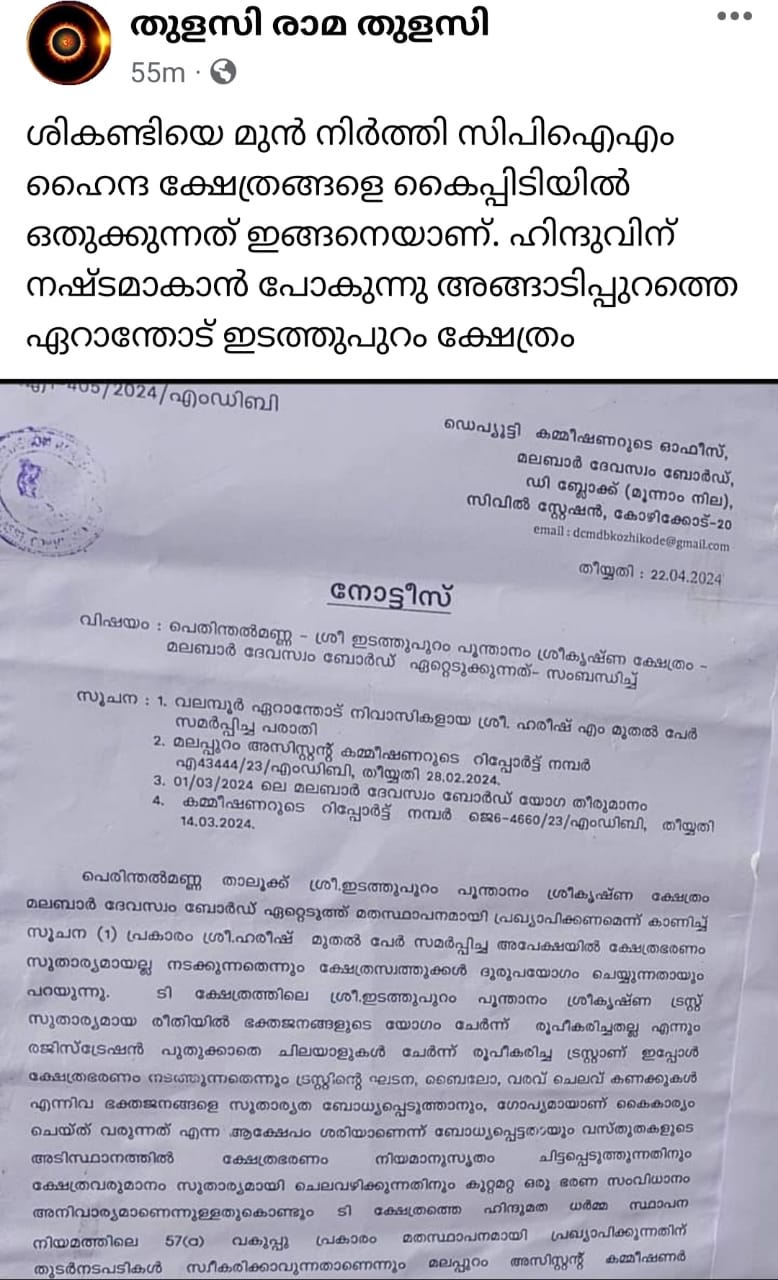 തുളസി രാമ തുളസി
55m ·
ശികണ്ടിയെ മുൻ നിർത്തി സിപിഐഎം
ഹൈന്ദ ക്ഷേത്രങ്ങളെ കൈപ്പിടിയിൽ
ഒതുക്കുന്നത് ഇങ്ങനെയാണ്. ഹിന്ദുവിന്
നഷ്ടമാകാൻ പോകുന്നു അങ്ങാടിപ്പുറത്തെ
ഏറാന്തോട് ഇടത്തുപുറം ക്ഷേത്രം
405/2024/എംഡിബി
ഡെപ്യൂട്ടി കമ്മീഷണറുടെ ഓഫീസ്,
മലബാർ ദേവസ്വം ബോർഡ്,
ഡി ബ്ലോക്ക് (മൂന്നാം നില),
സിവിൽ സ്റ്റേഷൻ, കോഴിക്കോട്-20
email : dcmdbkozhikode@gmail.com
തീയ്യതി : 22.04.2024
നോട്ടീസ്
വിഷയം : പെതിന്തൽമണ്ണ – ശ്രീ ഇടത്തുപുറം പൂന്താനം ശ്രീകൃഷ്ണ ക്ഷേത്രം –
മലബാർ ദേവസ്വം ബോർഡ് ഏറ്റെടുക്കുന്നത്– സംബന്ധിച്ച്
സൂചന : 1. വലമ്പൂർ ഏറാന്തോട് നിവാസികളായ ശ്രീ. ഹരീഷ് എം മുതൽ പേർ
സമർപ്പിച്ച പരാതി
2. മലപ്പുറം അസിസ്റ്റന്റ് കമ്മീഷണറുടെ റിപ്പോർട്ട് നമ്പർ
എ43444/23/എംഡിബി, തീയ്യതി 28.02.2024.
3. 01/03/2024 ലെ മലബാർ ദേവസ്വം ബോർഡ് യോഗ തീരുമാനം
4. കമ്മീഷണറുടെ റിപ്പോർട്ട് നമ്പർ ജെ6-4660/23/എംഡിബി, തീയ്യതി
14.03.2024.
പെരിന്തൽമണ്ണ താലൂക്ക് ശ്രീ.ഇടത്തുപുറം പൂന്താനം ശ്രീകൃഷ്ണ ക്ഷേത്രം
മലബാർ ദേവസ്വം ബോർഡ് ഏറ്റെടുത്ത് മതസ്ഥാപനമായി പ്രഖ്യാപിക്കണമെന്ന് കാണിച്ച്
സൂചന (1) പ്രകാരം ശ്രീ.ഹരീഷ് മുതൽ പേർ സമർപ്പിച്ച അപേക്ഷയിൽ ക്ഷേത്രഭരണം
സുതാര്യമായല്ല നടക്കുന്നതെന്നും ക്ഷേത്രസ്വത്തുക്കൾ ദുരുപയോഗം ചെയ്യുന്നതായും
പറയുന്നു. ടി ക്ഷേത്രത്തിലെ ശ്രീ.ഇടത്തുപുറം പൂന്താനം ശ്രീകൃഷ്ണ ട്രസ്റ്റ്
സുതാര്യമായ രീതിയിൽ ഭക്തജനങ്ങളുടെ യോഗം ചേർന്ന് രൂപീകരിച്ചതല്ല എന്നും
രജിസ്ട്രേഷൻ പുതുക്കാതെ ചിലയാളുകൾ ചേർന്ന് രൂപീകരിച്ച ട്രസ്റ്റാണ് ഇപ്പോൾ
ക്ഷേത്രഭരണം നടത്തുന്നതെന്നും ട്രസ്റ്റിന്റെ ഘടന, ബൈലോ, വരവ് ചെലവ് കണക്കുകൾ
എന്നിവ ഭക്തജനങ്ങളെ സുതാര്യത ബോധ്യപ്പെടുത്താനും, ഗോപ്യമായാണ് കൈകാര്യം
ചെയ്ത് വരുന്നത് എന്ന ആക്ഷേപം ശരിയാണെന്ന് ബോധ്യപ്പെട്ടതായും വസ്തുതകളുടെ
അടിസ്ഥാനത്തിൽ ക്ഷേത്രഭരണം നിയമാനുസൃതം ചിട്ടപ്പെടുത്തുന്നതിനും
ക്ഷേത്രവരുമാനം സുതാര്യമായി ചെലവഴിക്കുന്നതിനും കുറ്റമറ്റ ഒരു ഭരണ സംവിധാനം
അനിവാര്യമാണെന്നുള്ളതുകൊണ്ടും ടി ക്ഷേത്രത്തെ ഹിന്ദുമത ധർമ്മ സ്ഥാപന
നിയമത്തിലെ 57(a) വകുപ്പു പ്രകാരം മതസ്ഥാപനമായി പ്രഖ്യാപിക്കുന്നതിന്
തുടർനടപടികൾ സ്വീകരിക്കാവുന്നതാണെന്നും മലപ്പുറം അസിസ്റ്റന്റ് കമ്മീഷണർ